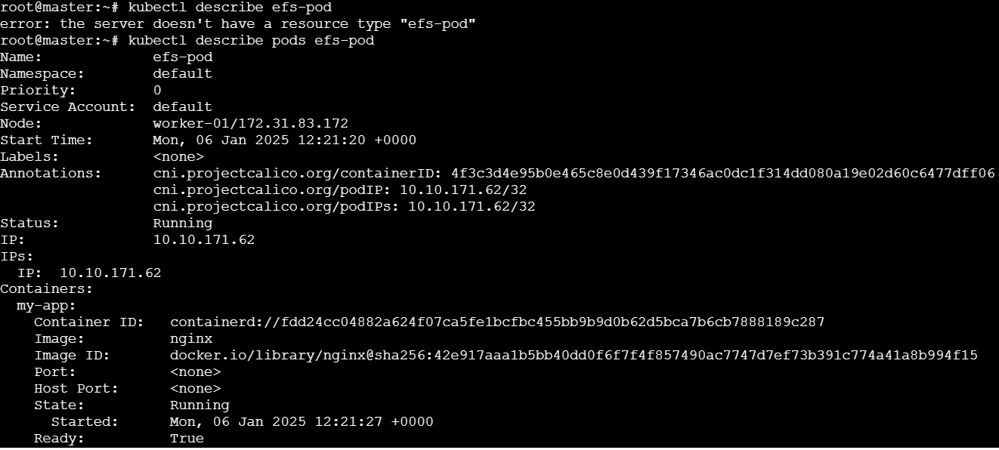 root@master:~# kubectl describe efs-pod
error: the server doesn't have a resource type "efs-pod"
root@master:~# kubectl describe pods efs-pod
Name:             efs-pod
Namespace:        default
Priority:         0
Service Account:  default
Node:             worker-01/172.31.83.172
Start Time:       Mon, 06 Jan 2025 12:21:20 +0000
Labels:           <none>
Annotations:      cni.projectcalico.org/containerID: 4f3c3d4e95b0e465c8e0d439f17346ac0dc1f314dd080a19e02d60c6477dff06
                  cni.projectcalico.org/podIP: 10.10.171.62/32
                  cni.projectcalico.org/podIPs: 10.10.171.62/32
Status:           Running
IP:               10.10.171.62
IPs:
  IP:  10.10.171.62
Containers:
  my-app:
    Container ID:   containerd://fdd24cc04882a624f07ca5fe1bcfbc455bb9b9d0b62d5bca7b6cb7888189c287
    Image:          nginx
    Image ID:       docker.io/library/nginx@sha256:42e917aaa1b5bb40dd0f6f7f4f857490ac7747d7ef73b391c774a41a8b994f15
    Port:           <none>
    Host Port:      <none>
    State:          Running
      Started:      Mon, 06 Jan 2025 12:21:27 +0000
    Ready:          True